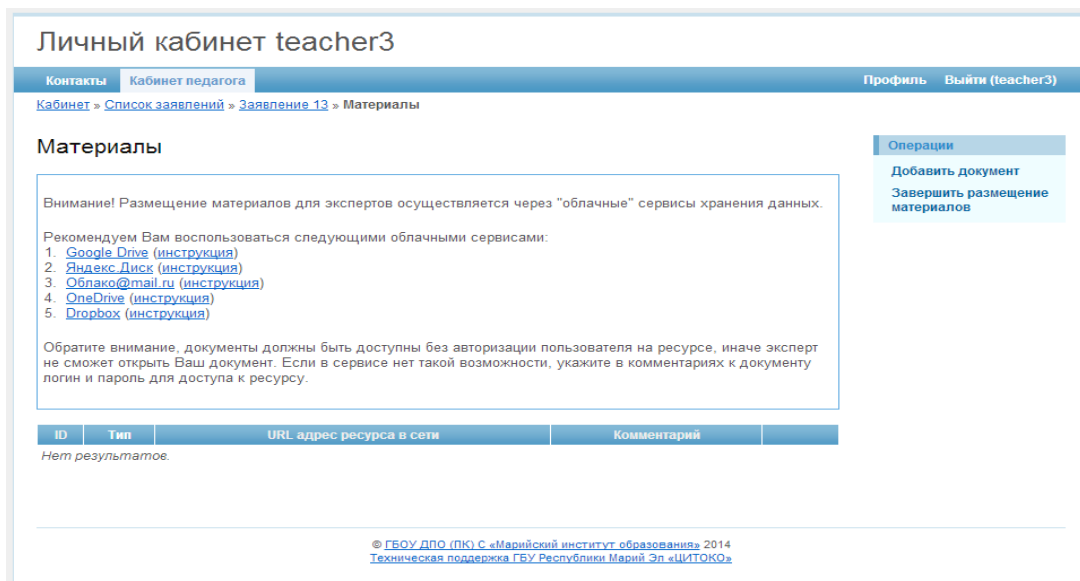 Личный кабинет teacher3
Контакты Кабинет педагога Профиль Выйти (teacher3)
Кабинет » Список заявлений » Заявление 13 » Материалы
Материалы
Внимание! Размещение материалов для экспертов осуществляется через "облачные" сервисы хранения данных.
Рекомендуем Вам воспользоваться следующими облачными сервисами:
1. Google Drive (инструкция)
2. Яндекс.Диск (инструкция)
3. Облако@mail.ru (инструкция)
4. OneDrive (инструкция)
5. Dropbox (инструкция)
Обратите внимание, документы должны быть доступны без авторизации пользователя на ресурсе, иначе эксперт
не сможет открыть Ваш документ. Если в сервисе нет такой возможности, укажите в комментариях к документу
логин и пароль для доступа к ресурсу.
ID Тип URL адрес ресурса в сети Комментарий
Нет результатов.
Операции
Добавить документ
Завершить размещение
материалов
© ГБОУ ДПО (ПК) С «Марийский институт образования» 2014
Техническая поддержка ГБУ Республики Марий Эл «ЦИТОКО»